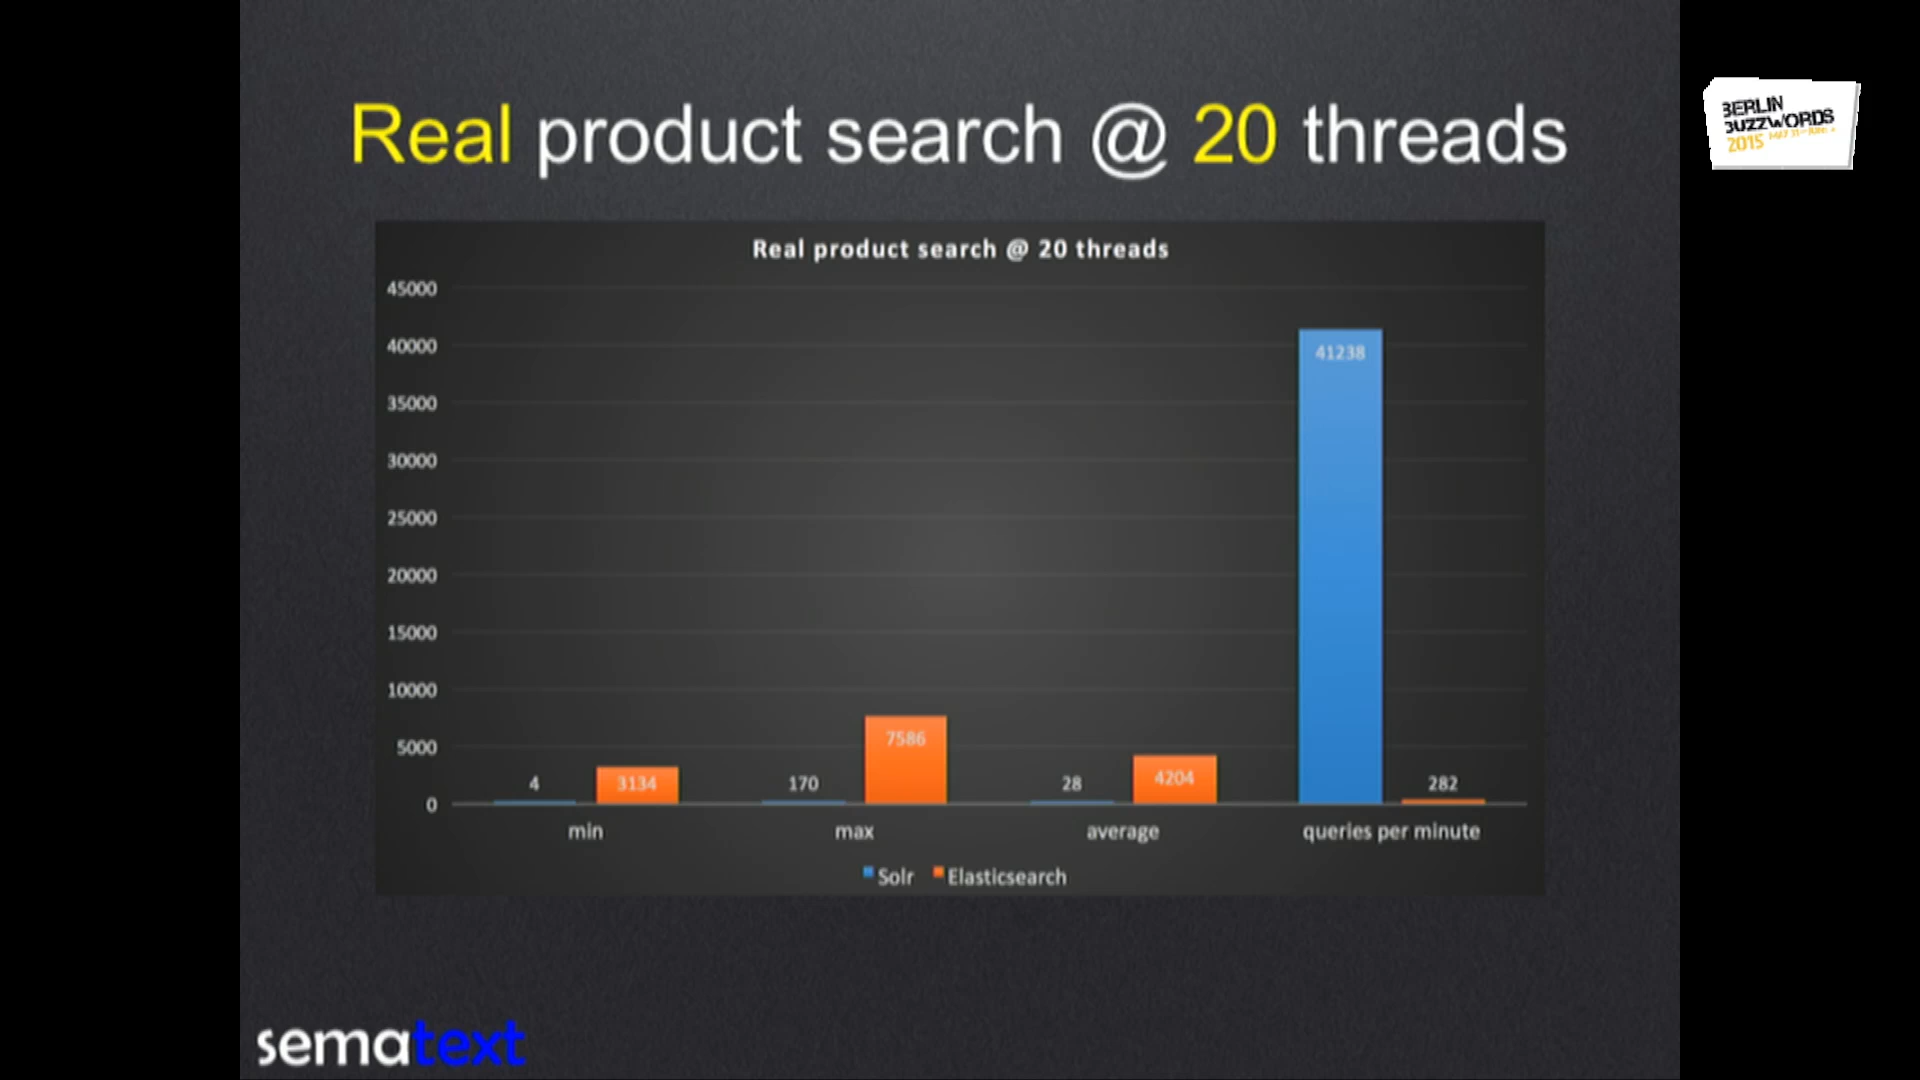 Real product search @ 20 threads
BERLIN
BUZZWORDS
2015
Real product search @ 20 threads
45000
40000
35000
30000
25000
20000
15000
10000
5000
0
41238
7586
4 3134 170 28 4204 282
min max average queries per minute
Solr Elasticsearch
sematext